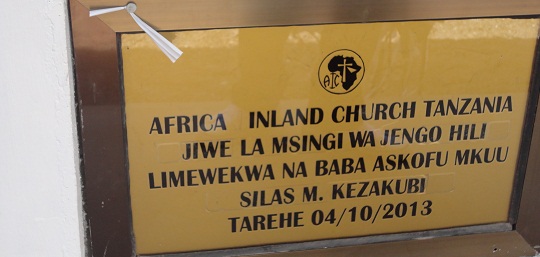 AIC
AFRICA INLAND CHURCH TANZANIA
JIWE LA MSINGI WA JENGO HILI
LIMEWEKWA NA BABA ASKOFU MKUU
SILAS M. KEZAKUBI
TAREHE 04/10/2013